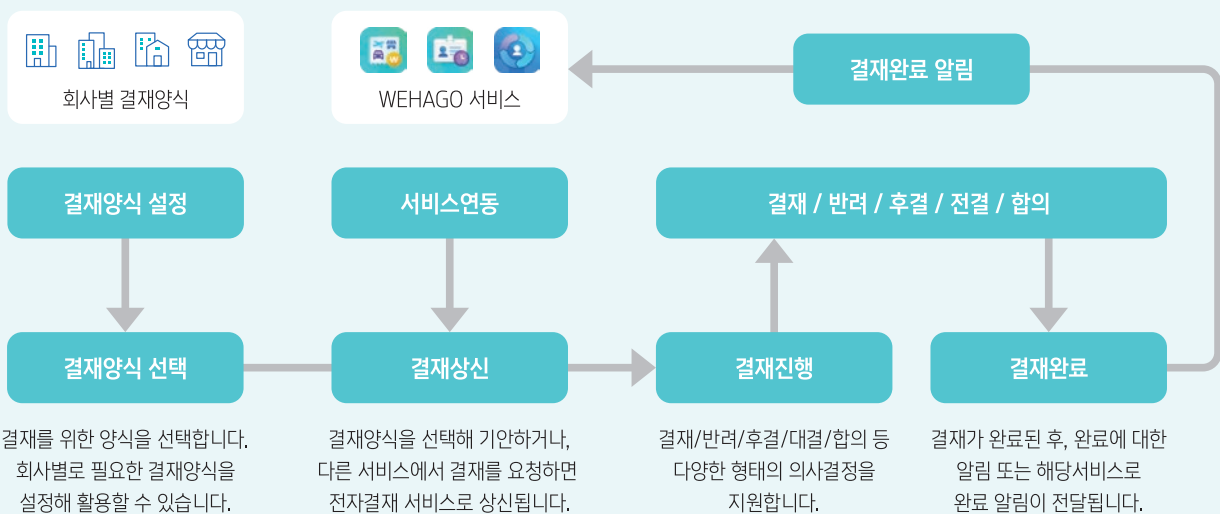 회사별 결재양식
WEHAGO 서비스
결재완료 알림
결재양식 설정
서비스연동
결재 / 반려 / 후결 / 전결 / 합의
결재양식 선택
결재상신
결재진행
결재완료
결재를 위한 양식을 선택합니다.
회사별로 필요한 결재양식을
설정해 활용할 수 있습니다.
결재양식을 선택해 기안하거나,
다른 서비스에서 결재를 요청하면
전자결재 서비스로 상신됩니다.
결재/반려/후결/대결/합의 등
다양한 형태의 의사결정을
지원합니다.
결재가 완료된 후, 완료에 대한
알림 또는 해당서비스로
완료 알림이 전달됩니다.